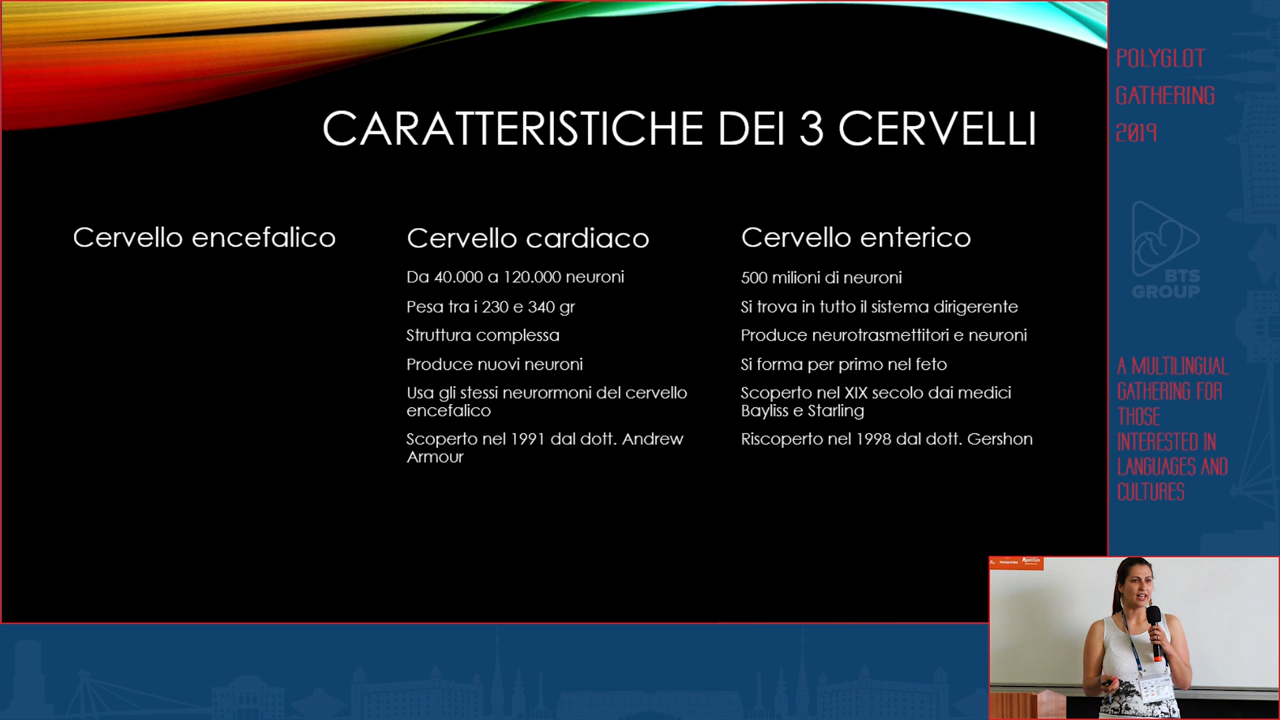 CARATTERISTICHE DEI 3 CERVELLI
Cervello encefalico
Cervello cardiaco
Da 40.000 a 120.000 neuroni
Pesa tra i 230 e 340 gr
Struttura complessa
Produce nuovi neuroni
Usa gli stessi neurormoni del cervello
encefalico
Scoperto nel 1991 dal dott. Andrew
Armour
Cervello enterico
500 milioni di neuroni
Si trova in tutto il sistema dirigerente
Produce neurotrasmettitori e neuroni
Si forma per primo nel feto
Scoperto nel XIX secolo dai medici
Bayliss e Starling
Riscoperto nel 1998 dal dott. Gershon
POLYGLOT
GATHERING
2019
BTS
GROUP
A MULTILINGUAL
GATHERING FOR
THOSE
INTERESTED IN
LANGUAGES AND
CULTURES